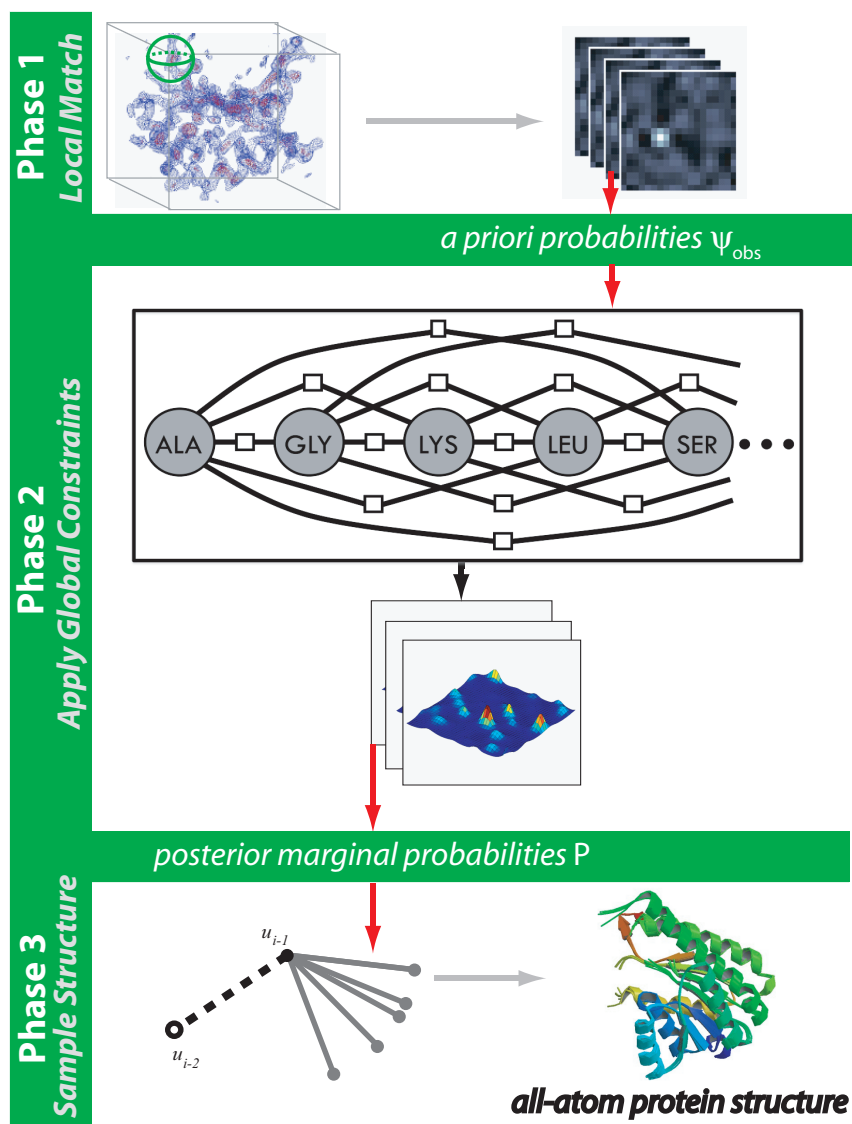 Phase 1
Local Match
a priori probabilities ψobs
Phase 2
Apply Global Constraints
ALA
GLY
LYS
LEU
SER
posterior marginal probabilities P
Phase 3
Sample Structure
ui-1
ui-2
all-atom protein structure